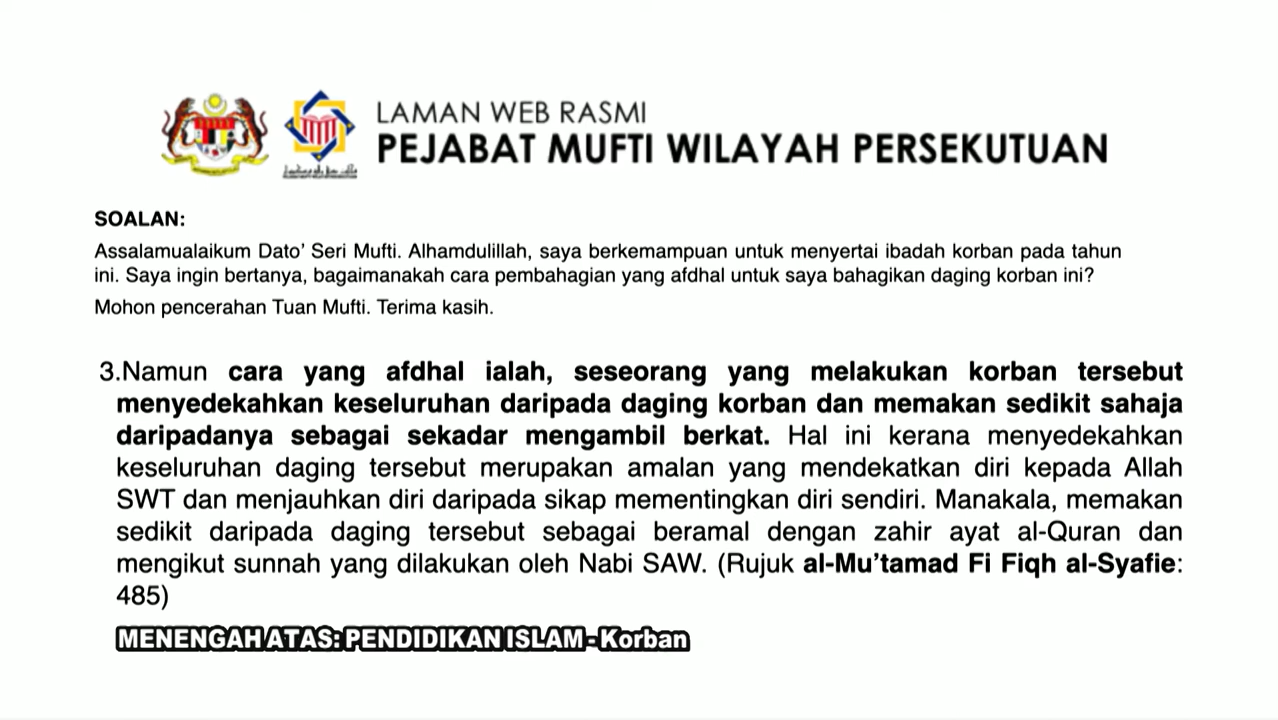 LAMAN WEB RASMI
PEJABAT MUFTI WILAYAH PERSEKUTUAN
SOALAN:
Assalamualaikum Dato' Seri Mufti. Alhamdulillah, saya berkemampuan untuk menyertai ibadah korban pada tahun
ini. Saya ingin bertanya, bagaimanakah cara pembahagian yang afdhal untuk saya bahagikan daging korban ini?
Mohon pencerahan Tuan Mufti. Terima kasih.
3.Namun cara yang afdhal ialah, seseorang yang melakukan korban tersebut
menyedekahkan keseluruhan daripada daging korban dan memakan sedikit sahaja
daripadanya sebagai sekadar mengambil berkat. Hal ini kerana menyedekahkan
keseluruhan daging tersebut merupakan amalan yang mendekatkan diri kepada Allah
SWT dan menjauhkan diri daripada sikap mementingkan diri sendiri. Manakala, memakan
sedikit daripada daging tersebut sebagai beramal dengan zahir ayat al-Quran dan
mengikut sunnah yang dilakukan oleh Nabi SAW. (Rujuk al-Mu'tamad Fi Fiqh al-Syafie:
485)
MENENGAH ATAS: PENDIDIKAN ISLAM - Korban